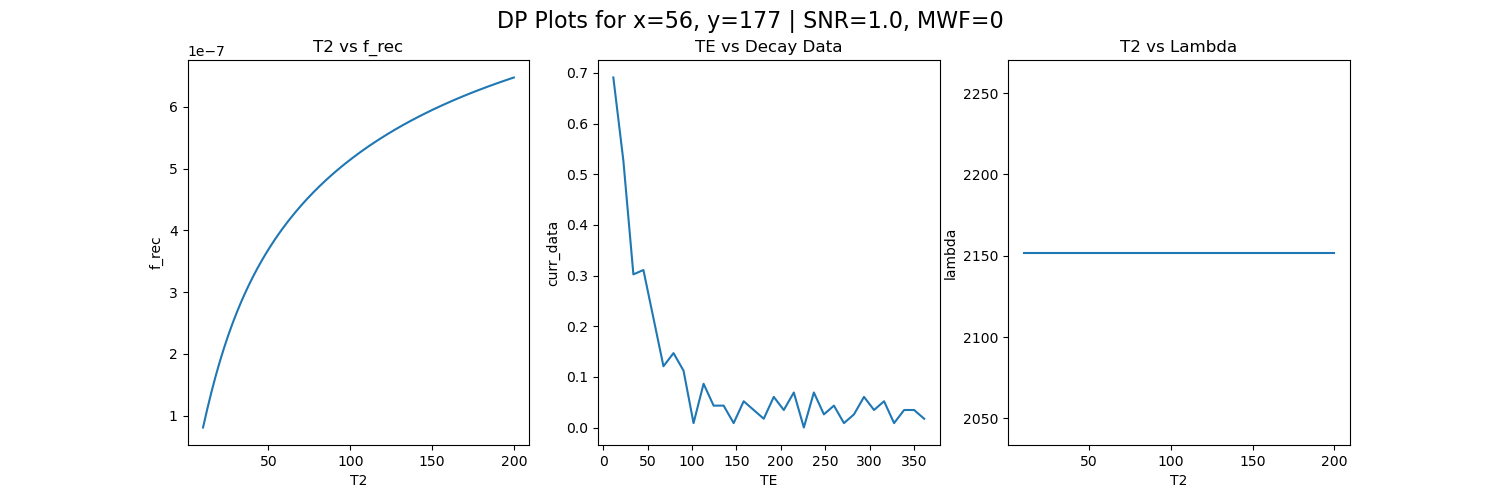 DP Plots for x=56, y=177 | SNR=1.0, MWF=0
T2 vs f_rec
1e−7
f_rec
6
5
4
3
2
1
50 100 150 200
T2
TE vs Decay Data
curr_data
0.7
0.6
0.5
0.4
0.3
0.2
0.1
0.0
0 50 100 150 200 250 300 350
TE
T2 vs Lambda
lambda
2250
2200
2150
2100
2050
50 100 150 200
T2